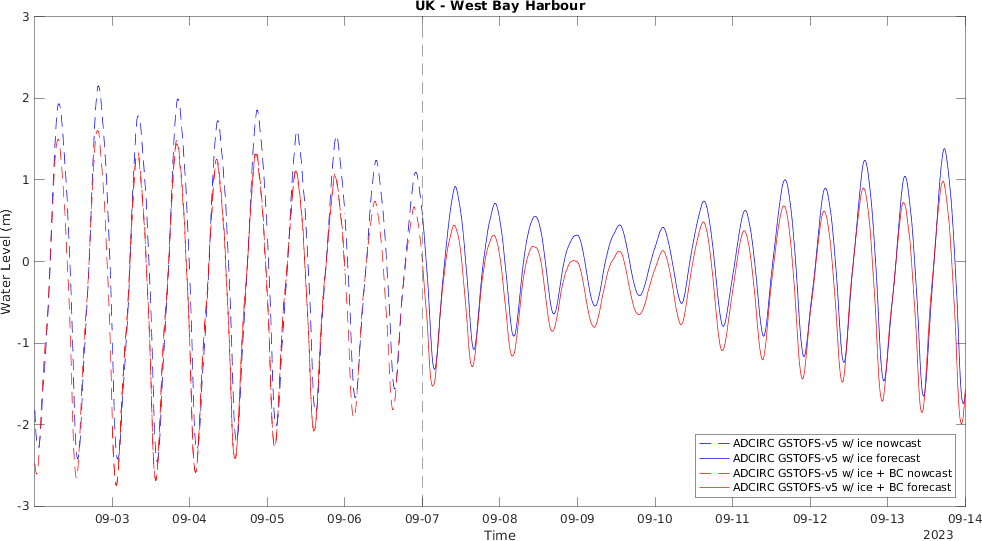 UK - West Bay Harbour
3
2
1
0
-1
-2
-3
Water Level (m)
ADCIRC GSTOFS-v5 w/ ice nowcast
ADCIRC GSTOFS-v5 w/ ice forecast
ADCIRC GSTOFS-v5 w/ ice + BC nowcast
ADCIRC GSTOFS-v5 w/ ice + BC forecast
09-03 09-04 09-05 09-06 09-07 09-08 09-09 09-10 09-11 09-12 09-13 09-14
Time
2023